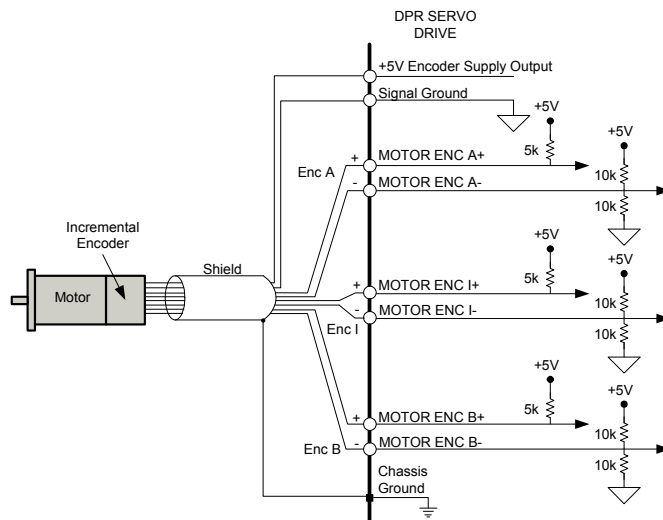 DPR SERVO
DRIVE
+5V Encoder Supply Output
Signal Ground
+5V
+5V
5k
10k
Enc A
+
MOTOR ENC A+
-
MOTOR ENC A-
10k
Incremental
Encoder
Shield
Motor
+5V
+5V
5k
10k
+
MOTOR ENC I+
-
MOTOR ENC I-
Enc I
10k
+5V
+5V
5k
10k
+
MOTOR ENC B+
Enc B
-
MOTOR ENC B-
10k
Chassis
Ground